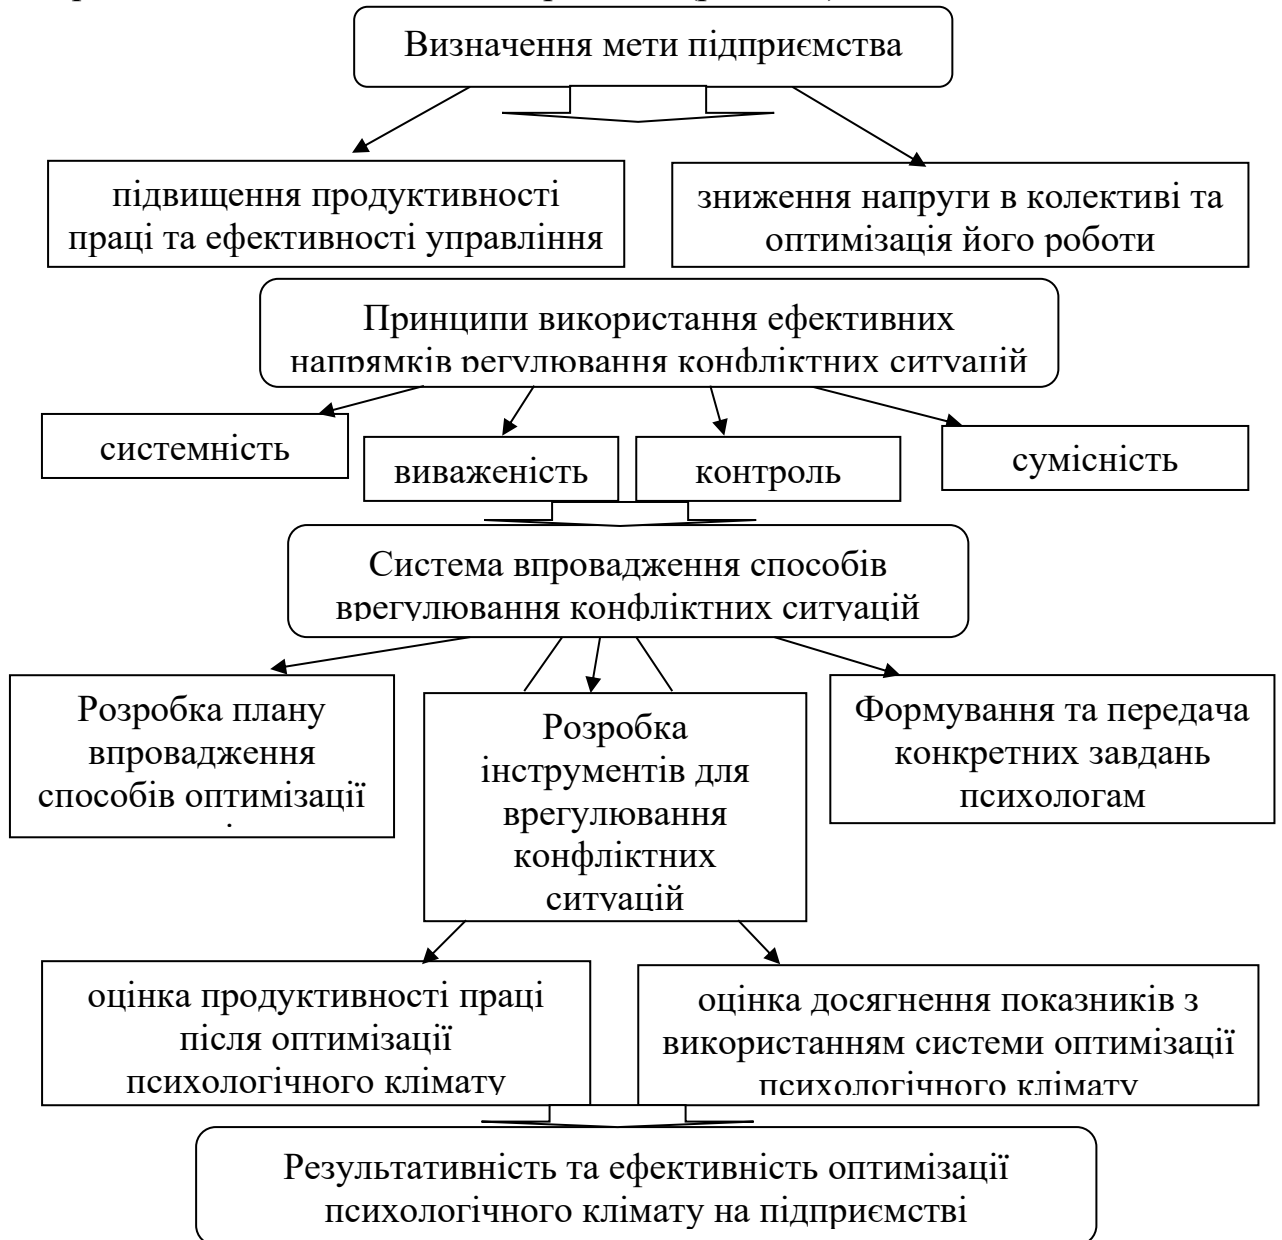 Визначення мети підприємства
підвищення продуктивності
праці та ефективності управління
зниження напруги в колективі та
оптимізація його роботи
Принципи використання ефективних
напрямків регулювання конфліктних ситуацій
системність
виваженість
контроль
сумісність
Система впровадження способів
врегулювання конфліктних ситуацій
Розробка плану
впровадження
способів оптимізації
Розробка
інструментів для
врегулювання
конфліктних
ситуацій
Формування та передача
конкретних завдань
психологам
оцінка продуктивності праці
після оптимізації
психологічного клімату
оцінка досягнення показників з
використанням системи оптимізації
психологічного клімату
Результативність та ефективність оптимізації
психологічного клімату на підприємстві